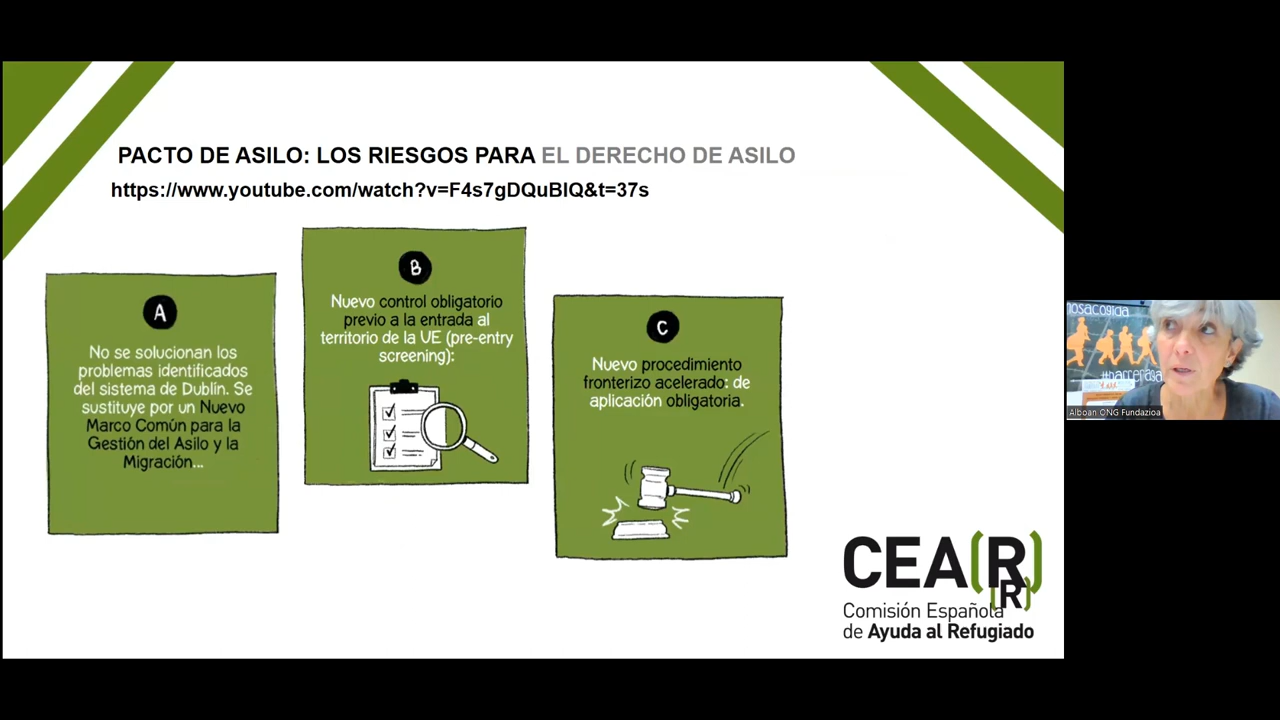 PACTO DE ASILO: LOS RIESGOS PARA EL DERECHO DE ASILO
https://www.youtube.com/watch?v=F4s7gDQuBIQ&t=37s
A
No se solucionan los
problemas identificados
del sistema de Dublín. Se
sustituye por un Nuevo
Marco Común para la
Gestión del Asilo y la
Migración...
B
Nuevo control obligatorio
previo a la entrada al
territorio de la UE (pre-entry
screening):
C
Nuevo procedimiento
fronterizo acelerado: de
aplicación obligatoria.
CEA(R)
(R)
Comisión Española
de Ayuda al Refugiado
Alboan ONG Fundazioa